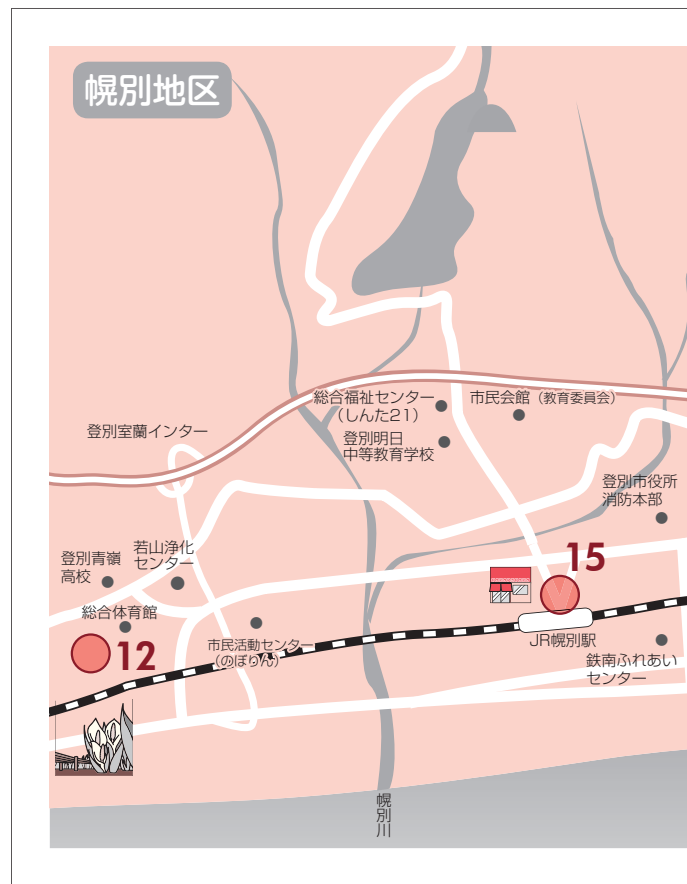 幌別地区
総合福祉センター
（しんた21）
市民会館（教育委員会）
登別室蘭インター
登別明日
中等教育学校
登別市役所
消防本部
若山浄化
センター
登別青嶺
高校
15
総合体育館
12
市民活動センター
（のぼりん）
JR幌別駅
鉄南ふれあい
センター
幌別川